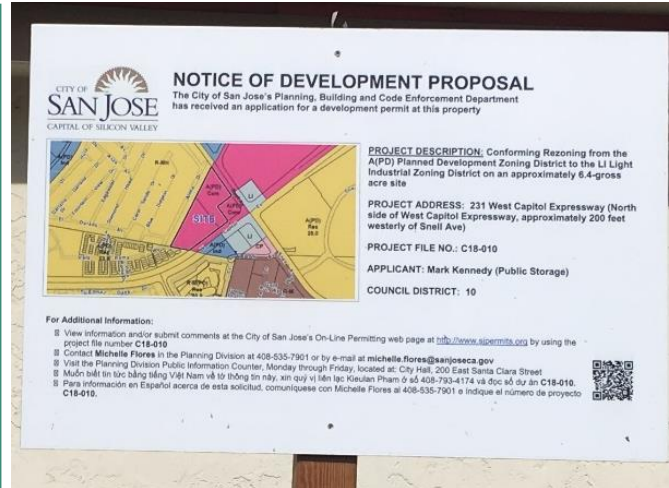 CITY OF
SAN JOSE
CAPITAL OF SILICON VALLEY
NOTICE OF DEVELOPMENT PROPOSAL
The City of San Jose's Planning, Building and Code Enforcement Department
has received an application for a development permit at this property
PROJECT DESCRIPTION: Conforming Rezoning from the
A(PD) Planned Development Zoning District to the LI Light
Industrial Zoning District on an approximately 6.4-gross
acre site
PROJECT ADDRESS: 231 West Capitol Expressway (North
side of West Capitol Expressway, approximately 200 feet
westerly of Snell Ave)
PROJECT FILE NO.: C18-010
APPLICANT: Mark Kennedy (Public Storage)
COUNCIL DISTRICT: 10
R-MH
A(PD)
Com
LI
Site
A(PD)
Res
LI
CP
For Additional Information:
View information and/or submit comments at the City of San Jose's On-Line Permitting web page at http://www.sjpermits.org by using the
project file number C18-010
Contact Michelle Flores in the Planning Division at 408-535-7901 or by e-mail at michelle.flores@sanjoseca.gov
Visit the Planning Division Public Information Counter, Monday through Friday, located at: City Hall, 200 East Santa Clara Street
Muốn biết tin tức bằng tiếng Việt Nam về tờ thông tin này, xin quý vị liên lạc Kieulan Pham ở số 408-793-4174 và đọc số dự án C18-010.
Para información en Español acerca de esta solicitud, comuníquese con Michelle Flores al 408-535-7901 e indique el número de proyecto
C18-010.